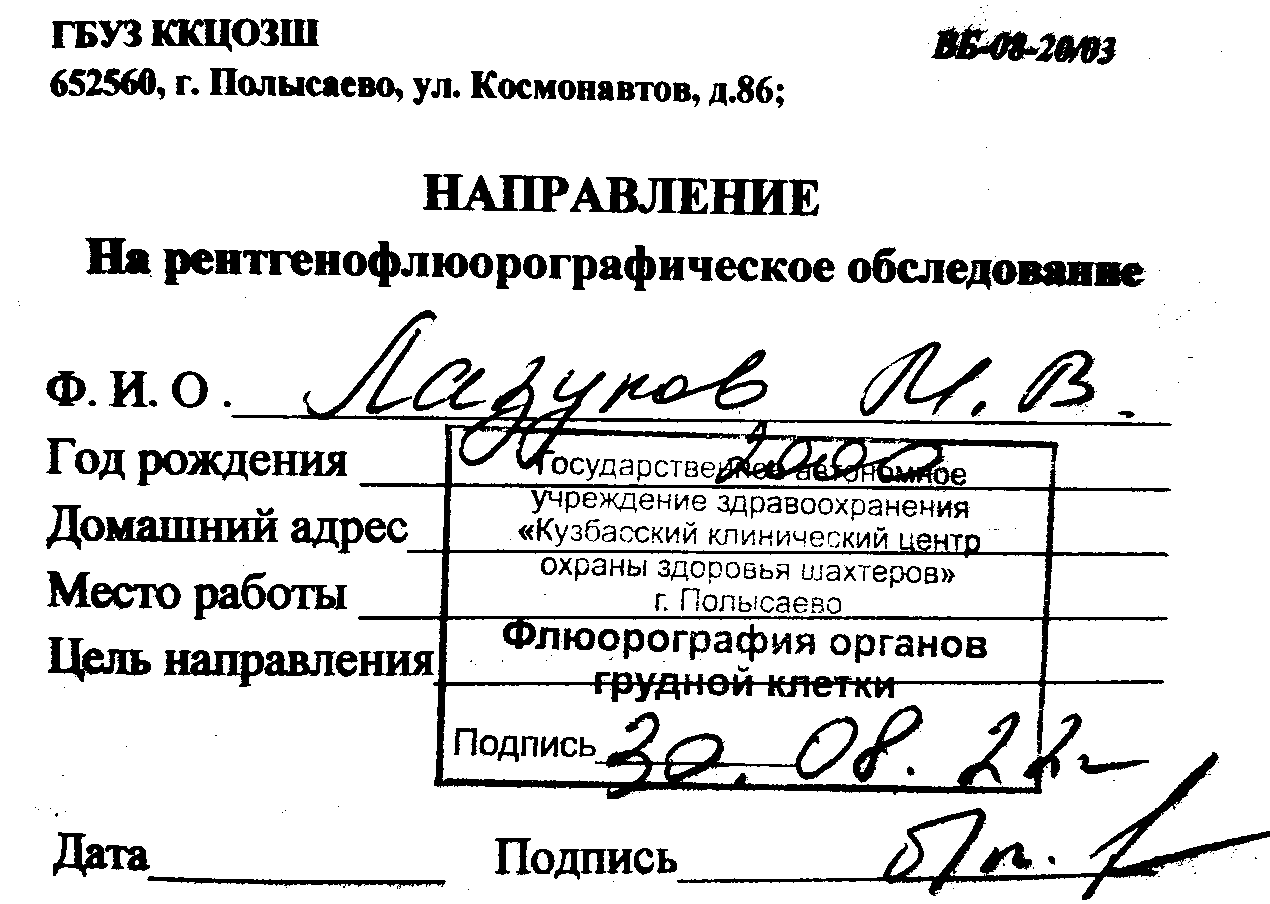 ГБУЗ ККЦОЗШ
ВБ-08-20/03
652560, г. Полысаево, ул. Космонавтов, д.86;
НАПРАВЛЕНИЕ
На рентгенофлюорографическое обследование
Ф. И. О. Лазуков М. В.
Год рождения 2000
Домашний адрес
Место работы
Цель направления
Государственное автономное
учреждение здравоохранения
«Кузбасский клинический центр
охраны здоровья шахтеров»
г. Полысаево
Флюорография органов
грудной клетки
Подпись 30.08.22г
Дата Подпись